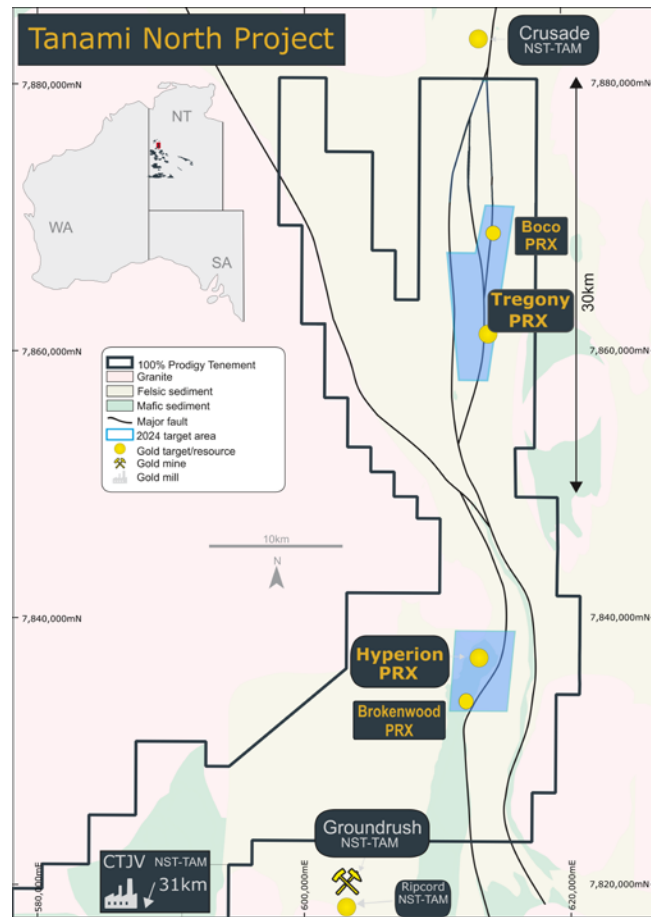 Tanami North Project
Crusade
NST-TAM
7,880,000mN
7,880,000mN
NT
WA
SA
Boco
PRX
Tregony
PRX
30km
7,860,000mN
7,860,000mN
100% Prodigy Tenement
Granite
Felsic sediment
Mafic sediment
Major fault
2024 target area
Gold target/resource
Gold mine
Gold mill
10km
N
7,840,000mN
7,840,000mN
Hyperion
PRX
Brokenwood
PRX
Groundrush
NST-TAM
CTJV NST-TAM
31km
Ripcord
NST-TAM
580,000mE
600,000mE
620,000mE
7,820,000mN